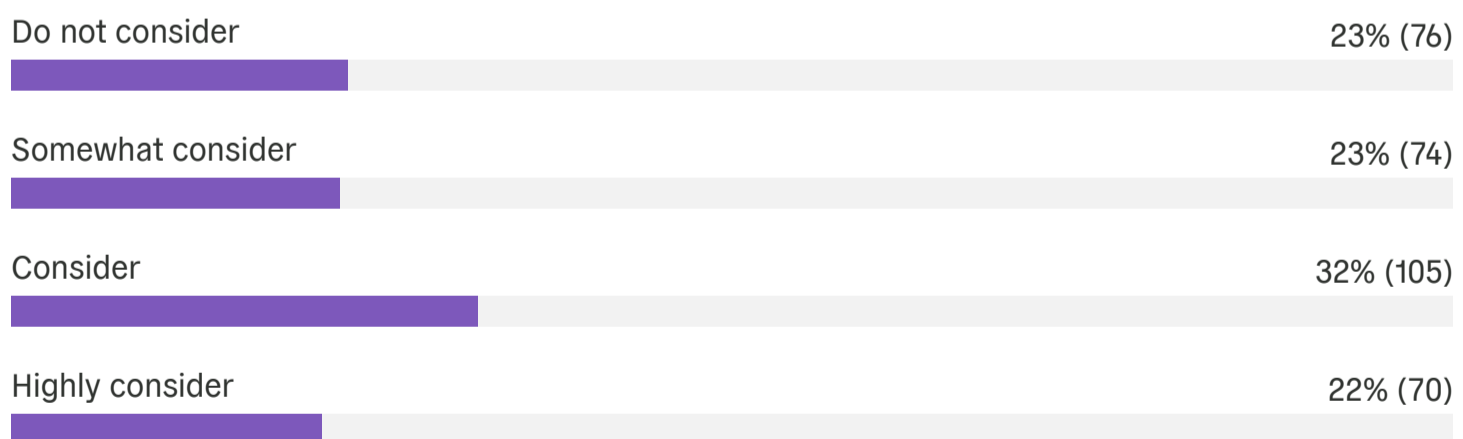 Do not consider 23% (76)
Somewhat consider 23% (74)
Consider 32% (105)
Highly consider 22% (70)